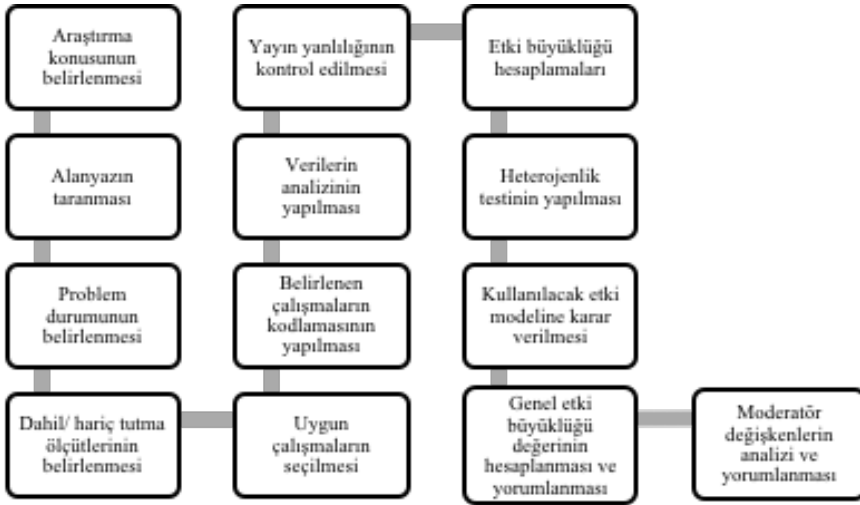 Araştırma
konusunun
belirlenmesi
Alanyazın
taranması
Problem
durumunun
belirlenmesi
Dahil/ hariç tutma
ölçütlerinin
belirlenmesi
Uygun
çalışmaların
seçilmesi
Belirlenen
çalışmaların
kodlamasının
yapılması
Verilerin
analizinin
yapılması
Yayın yanlılığının
kontrol edilmesi
Etki büyüklüğü
hesaplamaları
Heterojenlik
testinin yapılması
Kullanılacak etki
modeline karar
verilmesi
Genel etki
büyüklüğü
değerinin
hesaplanması ve
yorumlanması
Moderatör
değişkenlerin
analizi ve
yorumlanması